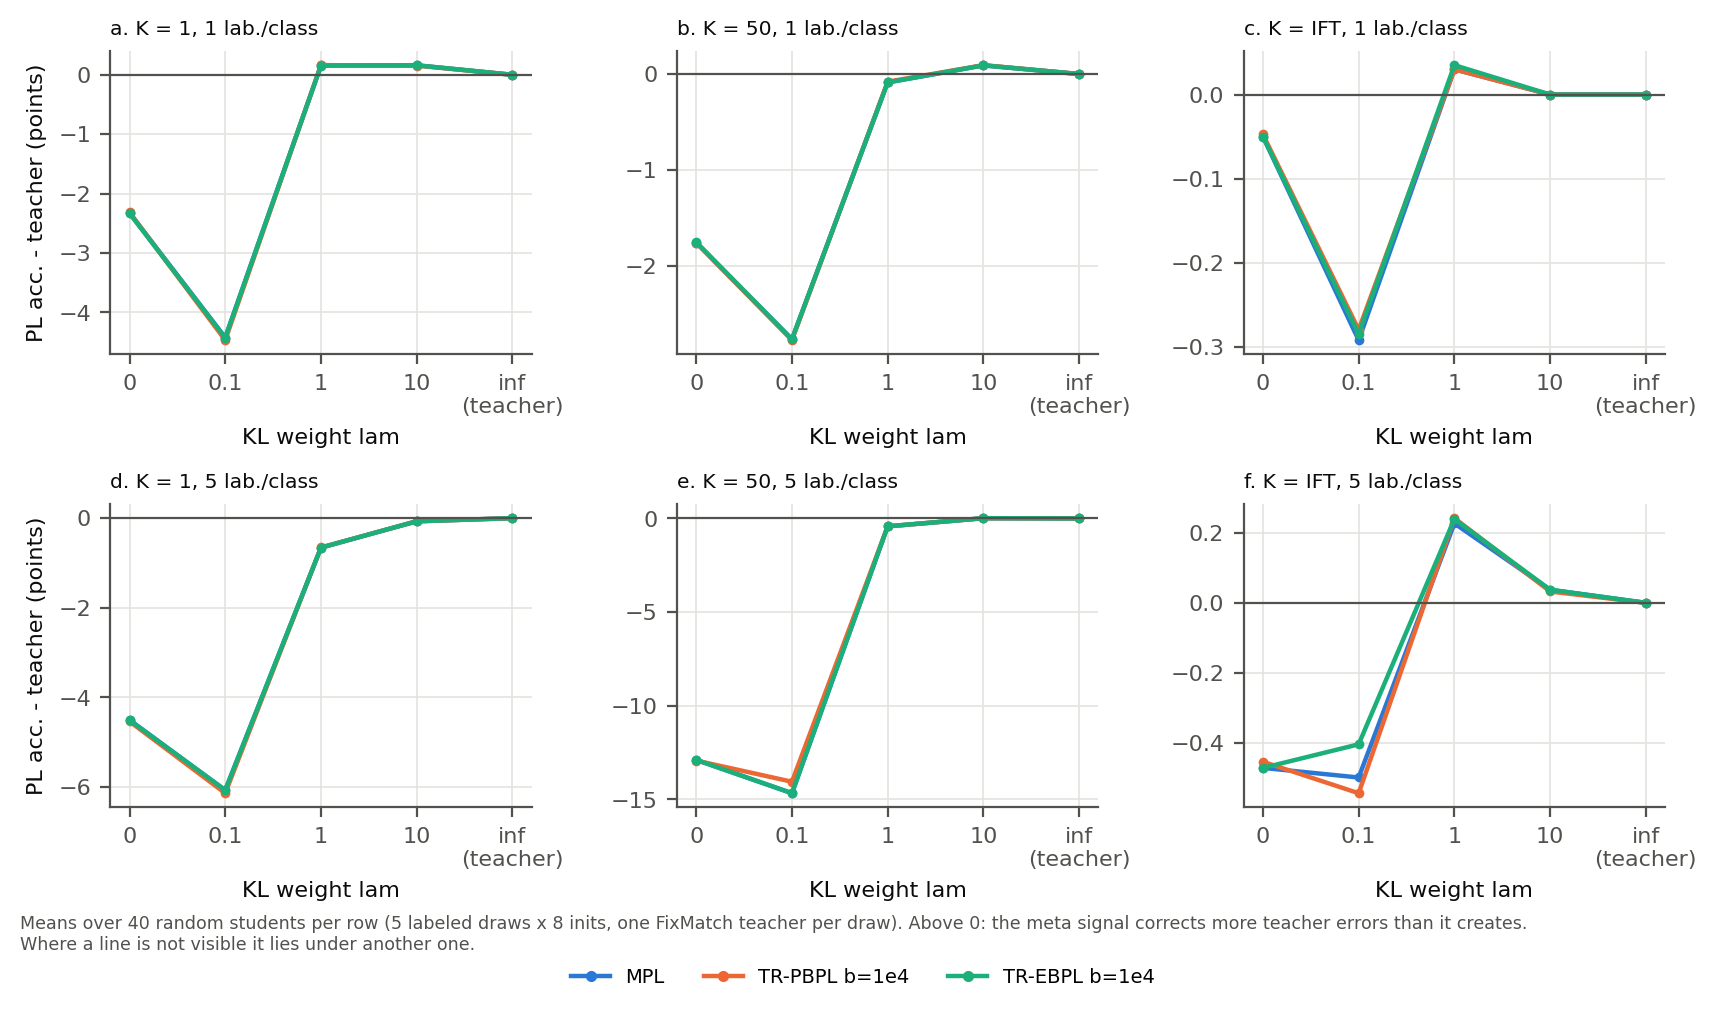 a. K = 1, 1 lab./class
b. K = 50, 1 lab./class
c. K = IFT, 1 lab./class
PL acc. - teacher (points)
0
−1
−2
−3
−4
0
−1
−2
0.0
−0.1
−0.2
−0.3
0 0.1 1 10 inf
(teacher)
0 0.1 1 10 inf
(teacher)
0 0.1 1 10 inf
(teacher)
KL weight lam
KL weight lam
KL weight lam
d. K = 1, 5 lab./class
e. K = 50, 5 lab./class
f. K = IFT, 5 lab./class
PL acc. - teacher (points)
0
−2
−4
−6
0
−5
−10
−15
0.2
0.0
−0.2
−0.4
0 0.1 1 10 inf
(teacher)
0 0.1 1 10 inf
(teacher)
0 0.1 1 10 inf
(teacher)
KL weight lam
KL weight lam
KL weight lam
Means over 40 random students per row (5 labeled draws x 8 inits, one FixMatch teacher per draw). Above 0: the meta signal corrects more teacher errors than it creates.
Where a line is not visible it lies under another one.
MPL
TR-PBPL b=1e4
TR-EBPL b=1e4